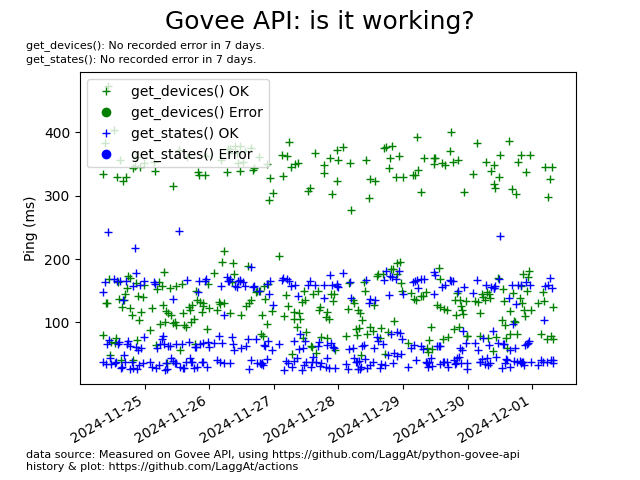 Govee API: is it working?
get_devices(): No recorded error in 7 days.
get_states(): No recorded error in 7 days.
get_devices() OK
get_devices() Error
get_states() OK
get_states() Error
400
300
200
100
Ping (ms)
2024-11-25
2024-11-26
2024-11-27
2024-11-28
2024-11-29
2024-11-30
2024-12-01
data source: Measured on Govee API, using https://github.com/LaggAt/python-govee-api
history & plot: https://github.com/LaggAt/actions